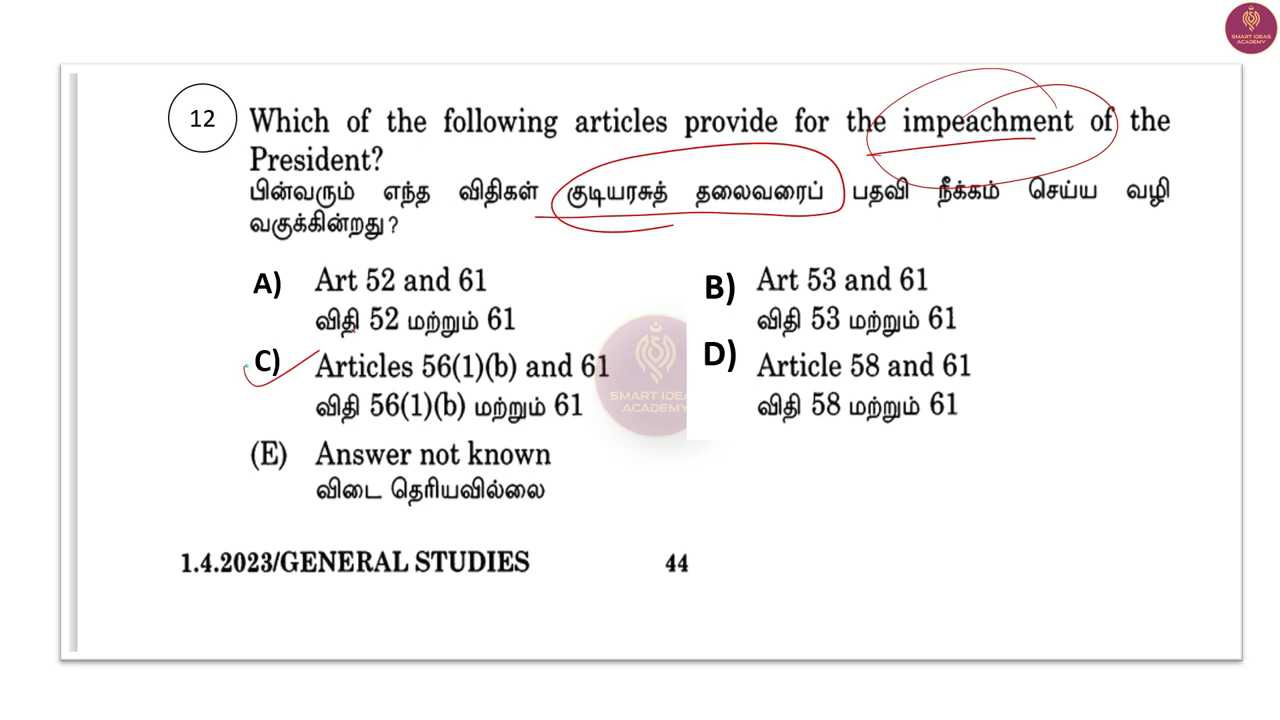 SMART IDEAS
ACADEMY
12 Which of the following articles provide for the impeachment of the
President?
பின்வரும் எந்த விதிகள் குடியரசுத் தலைவரைப் பதவி நீக்கம் செய்ய வழி
வகுக்கின்றது?
A) Art 52 and 61
விதி 52 மற்றும் 61
B) Art 53 and 61
விதி 53 மற்றும் 61
C) Articles 56(1)(b) and 61
விதி 56(1)(b) மற்றும் 61
D) Article 58 and 61
விதி 58 மற்றும் 61
SMART IDEA
ACADEMY
(E) Answer not known
விடை தெரியவில்லை
1.4.2023/GENERAL STUDIES 44